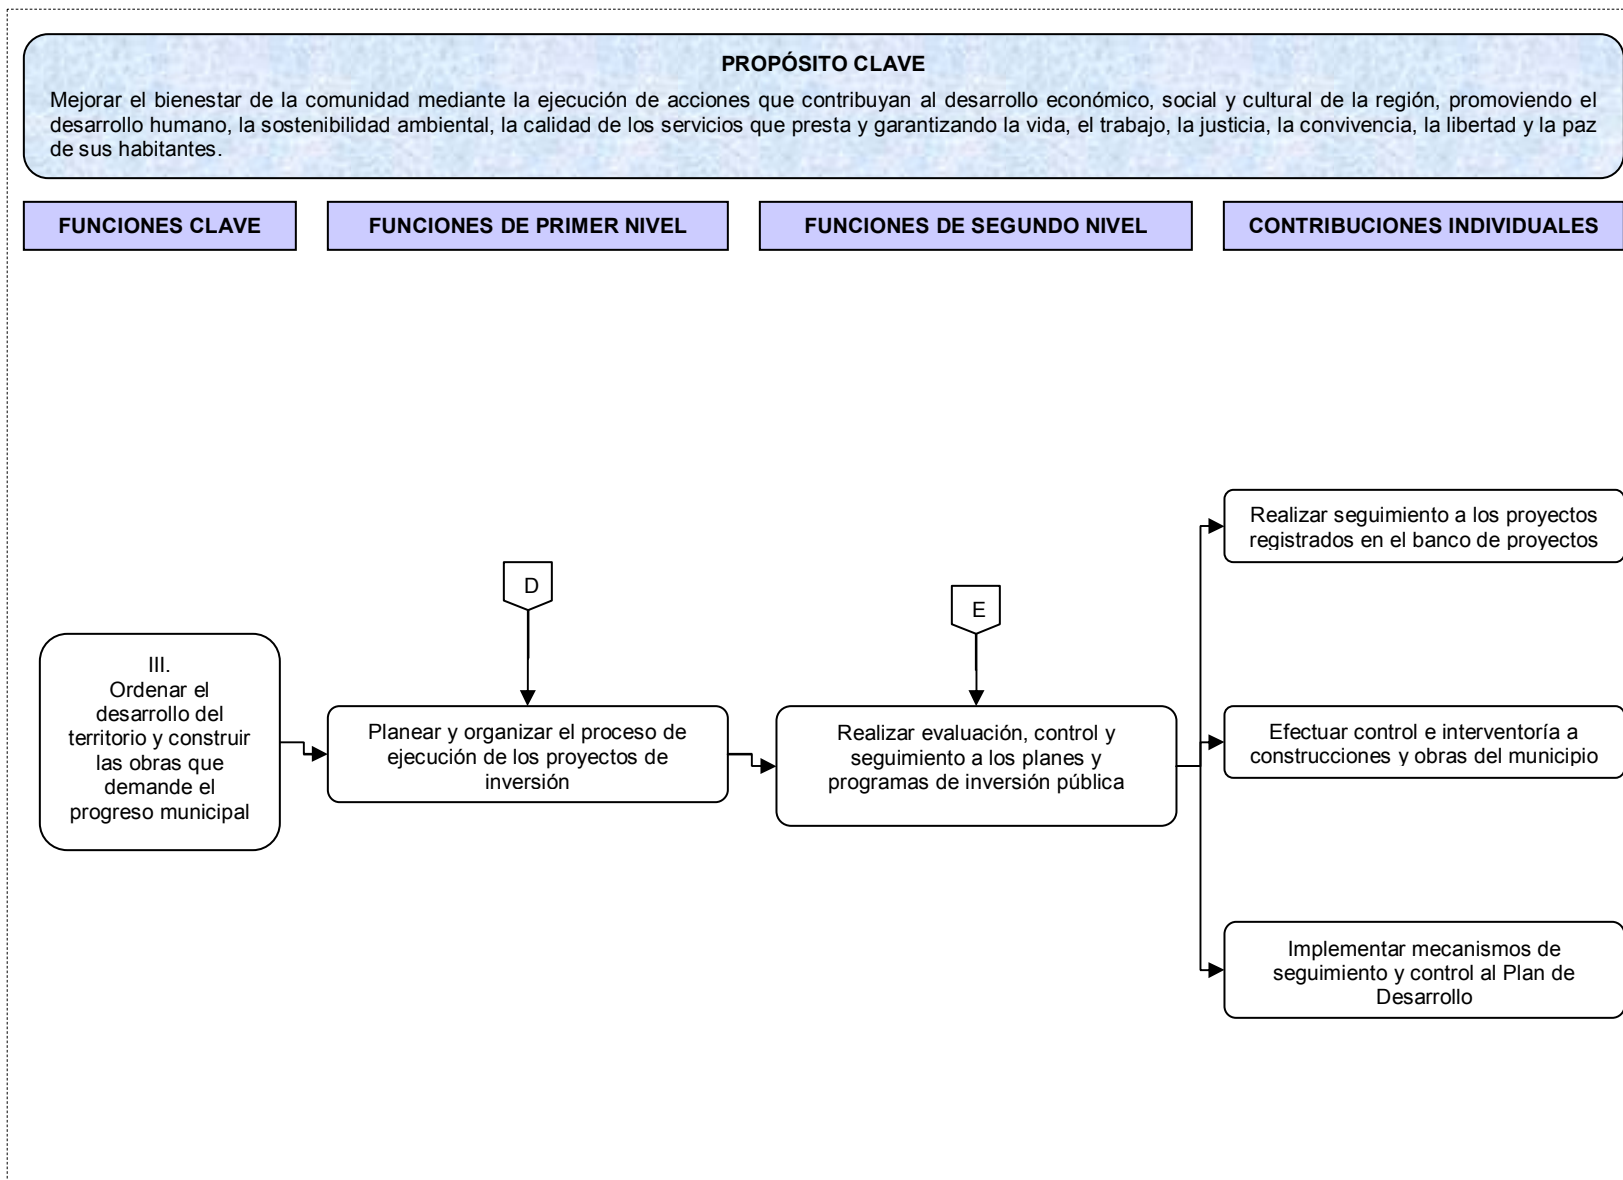 PROPÓSITO CLAVE
Mejorar el bienestar de la comunidad mediante la ejecución de acciones que contribuyan al desarrollo económico, social y cultural de la región, promoviendo el
desarrollo humano, la sostenibilidad ambiental, la calidad de los servicios que presta y garantizando la vida, el trabajo, la justicia, la convivencia, la libertad y la paz
de sus habitantes.
FUNCIONES CLAVE
FUNCIONES DE PRIMER NIVEL
FUNCIONES DE SEGUNDO NIVEL
CONTRIBUCIONES INDIVIDUALES
III.
Ordenar el
desarrollo del
territorio y construir
las obras que
demande el
progreso municipal
D
Planear y organizar el proceso de
ejecución de los proyectos de
inversión
E
Realizar evaluación, control y
seguimiento a los planes y
programas de inversión pública
Realizar seguimiento a los proyectos
registrados en el banco de proyectos
Efectuar control e interventoría a
construcciones y obras del municipio
Implementar mecanismos de
seguimiento y control al Plan de
Desarrollo